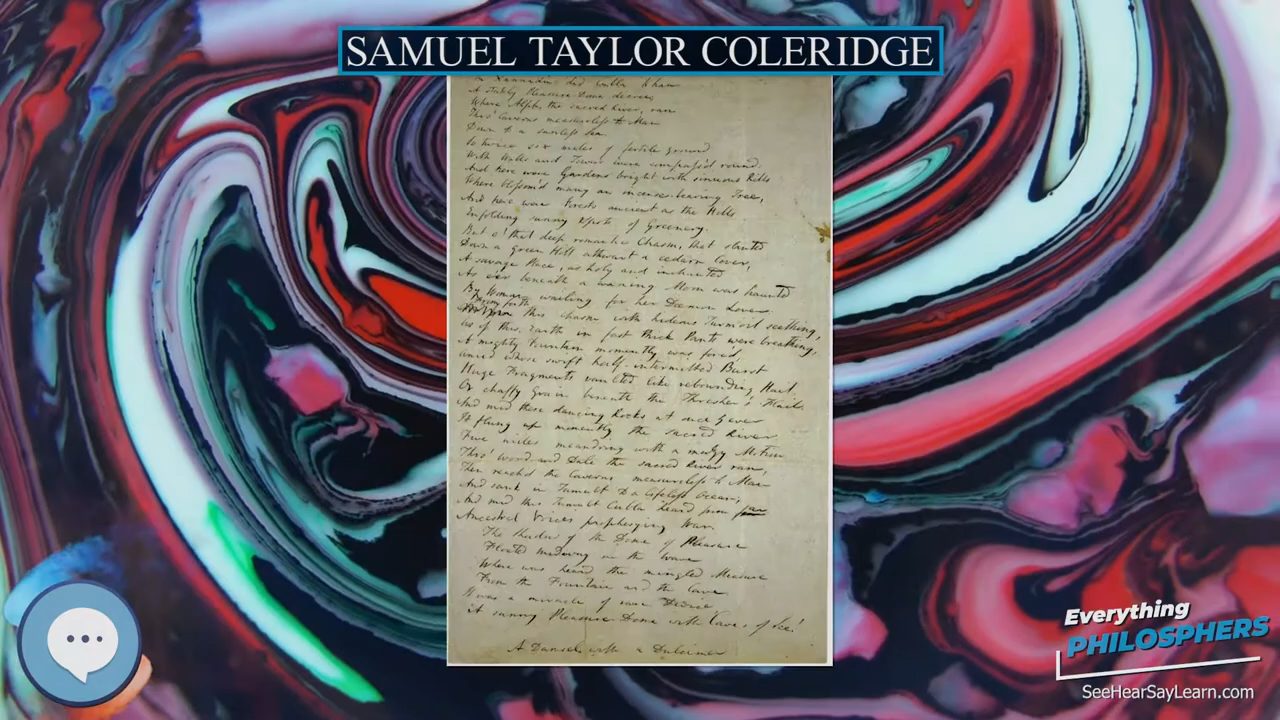 SAMUEL TAYLOR COLERIDGE
In Xannadù did Cubla Khan
A stately Pleasure Dome decree;
Where Alph, the sacred River, ran
Thro' Caverns measureless to Man
Down to a sunless Sea
So twice six miles of fertile ground
With Walls and Towers were compass'd round:
And here were Gardens bright with sinuous Rills
Where blossom'd many an incense-bearing Tree,
And here were Forests ancient as the Hills
Enfolding sunny Spots of Greenery.
But o! that deep romantic Chasm, that slanted
Down a green Hill athwart a cedarn Cover,
A savage Place, as holy and inchanted
As e'er beneath a waning Moon was haunted
By Woman wailing for her Daemon Lover:
From forth this Chasm with hideous Turmoil seething,
As if this Earth in fast thick Pants were breathing,
A mighty Fountain momently was forc'd,
Amid whose swift half-intermitted Burst
Huge Fragments vaulted like rebounding Hail,
Or chaffy Grain beneath the Thresher's Flail.
And mid these dancing Rocks at once & ever
It flung up momently the sacred River.
Five miles meandring with a mazy Motion
Thro' Wood and Dale the sacred River ran,
Then reach'd the Caverns measureless to Man
And sank in Tumult to a lifeless Ocean;
And mid this Tumult Cubla heard from far
Ancestral Voices prophesying War.
The Shadow of the Dome of Pleasure
Floated midway on the Wave
Where was heard the mingled Measure
From the Fountain and the Cave
It was a miracle of rare Device
A sunny Pleasure Dome with Caves of Ice!
A Damsel with a Dulcimer
Everything
PHILOSPHERS
SeeHearSayLearn.com